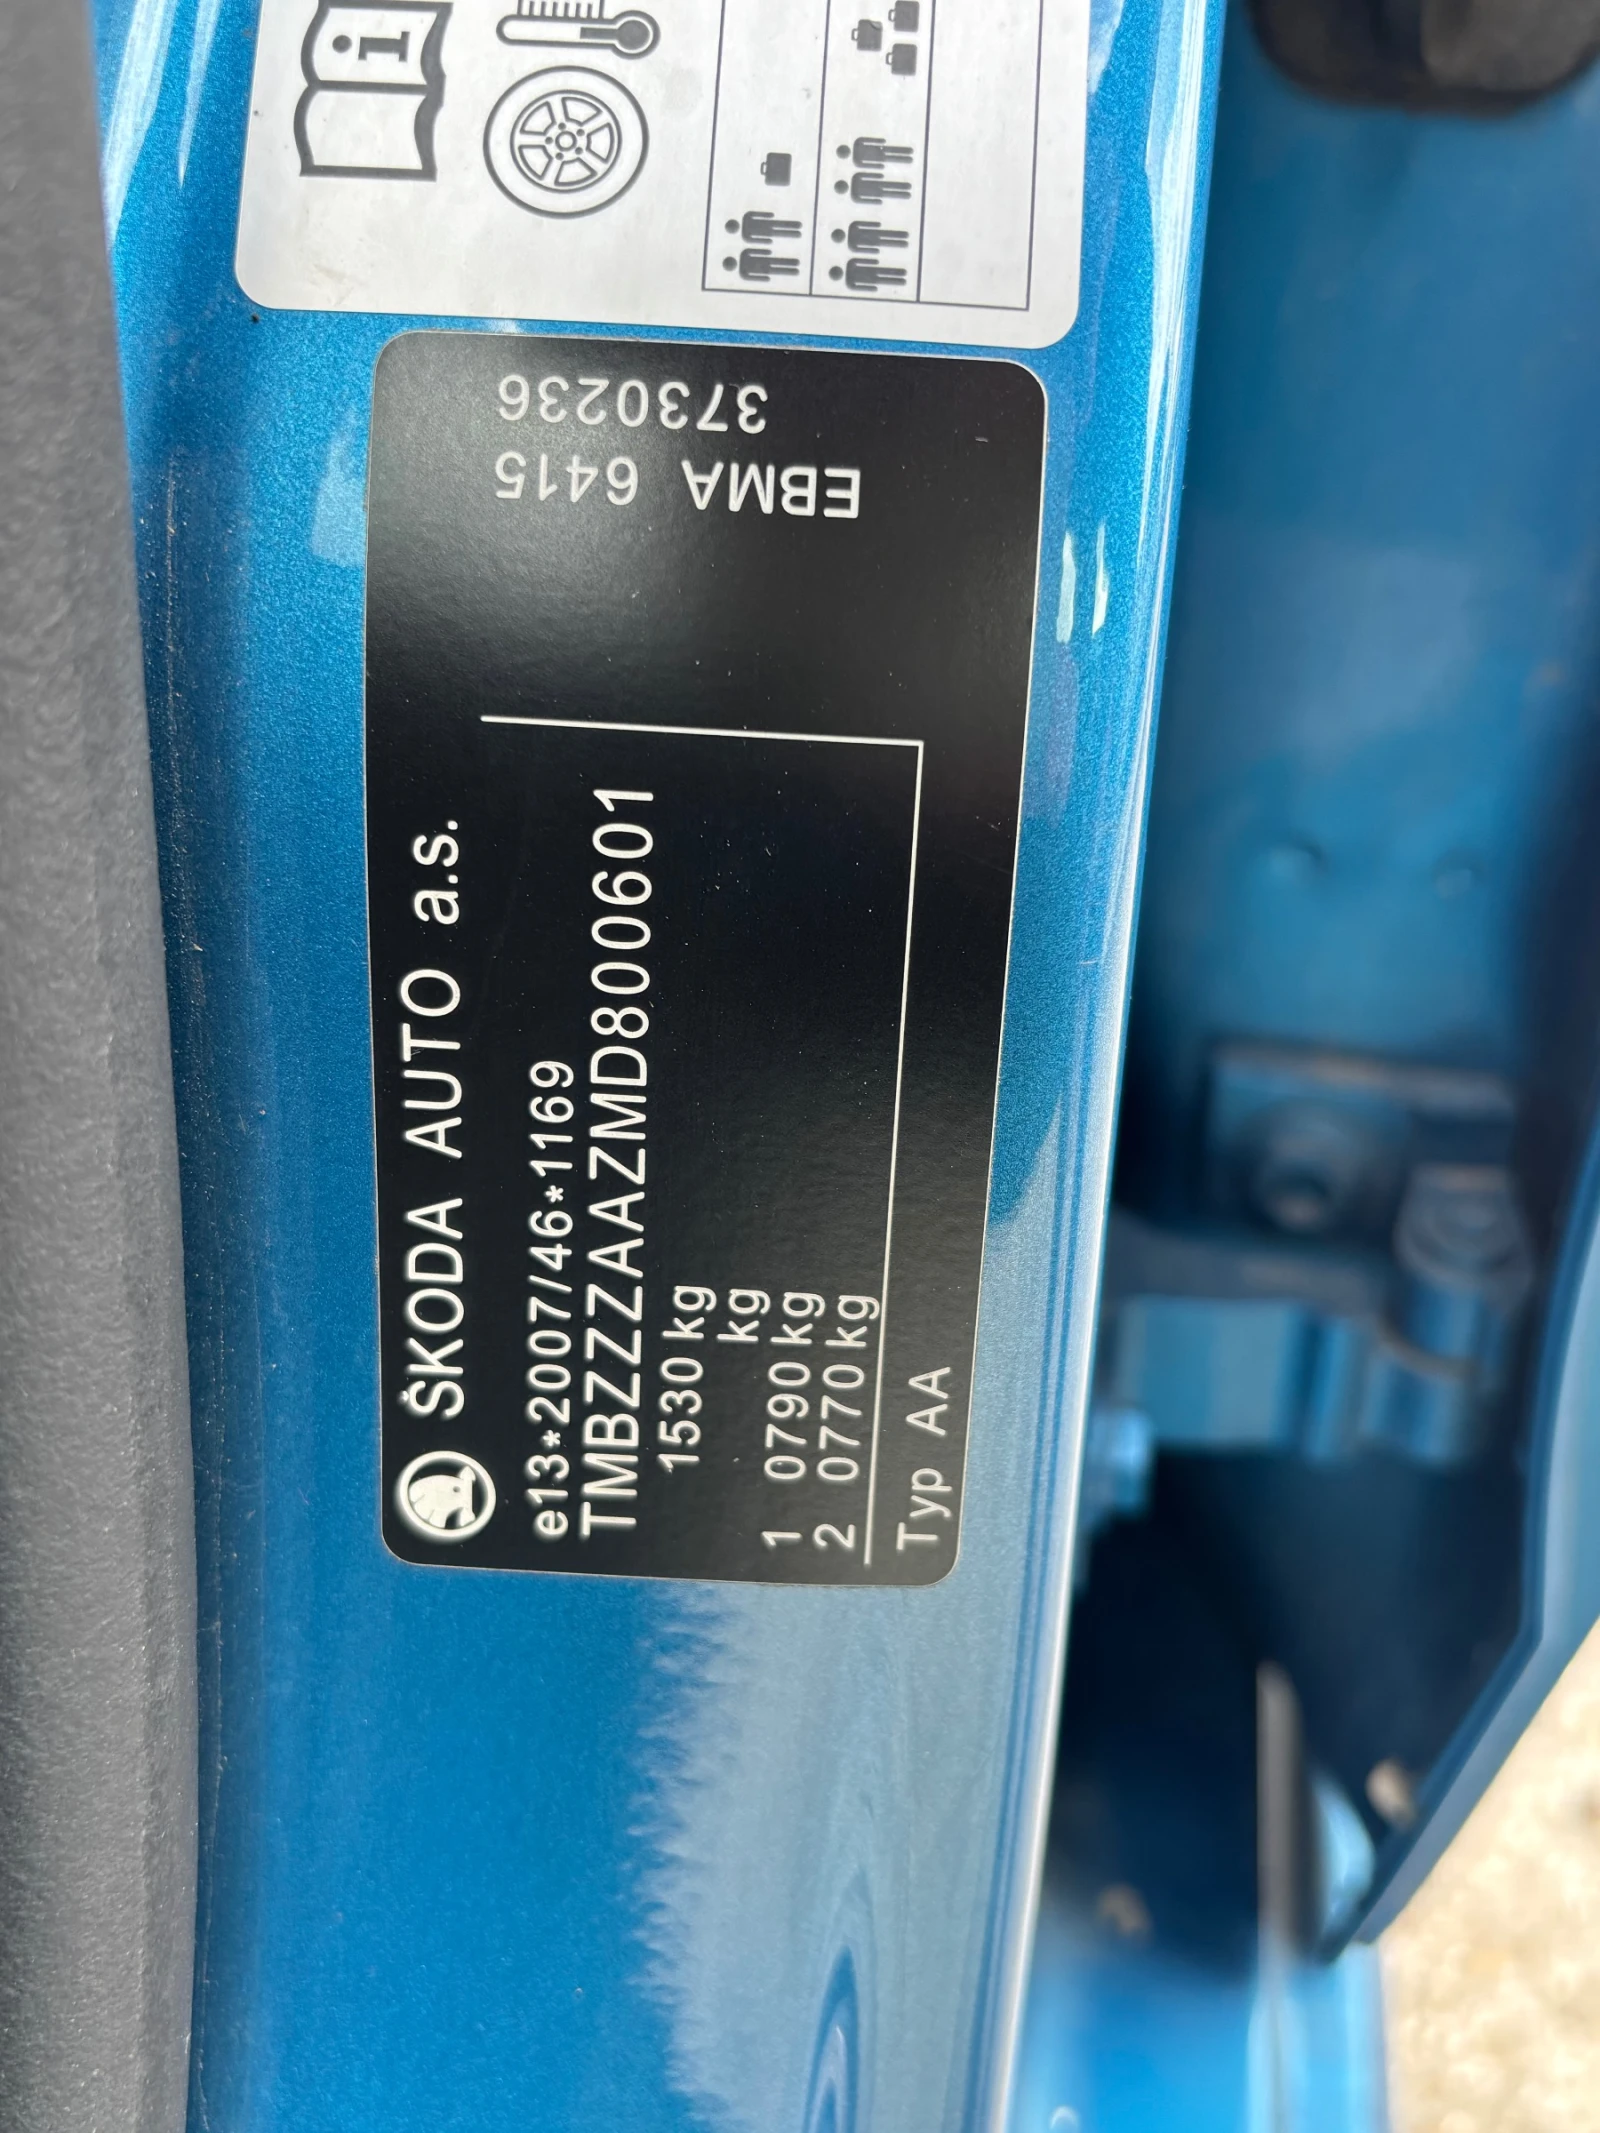 ŠKODA AUTO a.s.
e13*2007/46*1169
TMBZZZAAZMD800601
1530 kg
kg
1 0790 kg
2 0770 kg
Typ AA
EBMA 6415
3730236